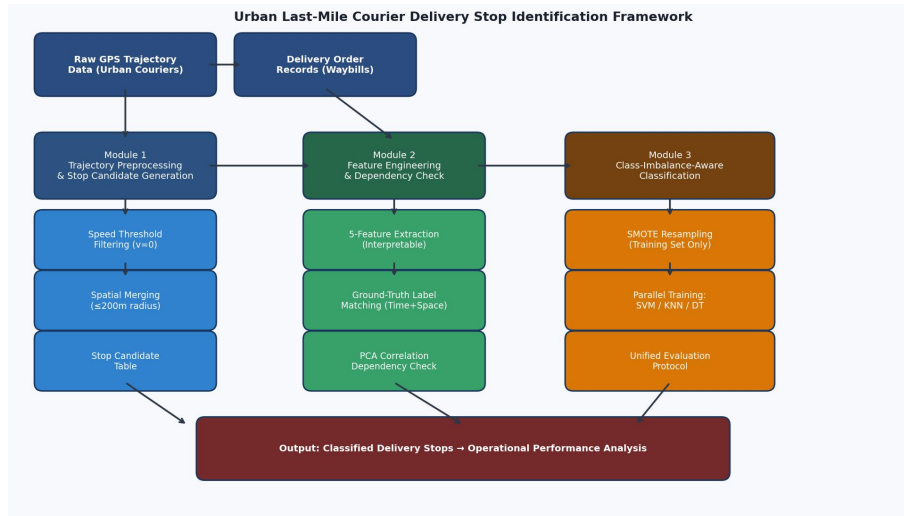 Urban Last-Mile Courier Delivery Stop Identification Framework
Raw GPS Trajectory
Data (Urban Couriers)
Delivery Order
Records (Waybills)
Module 1
Trajectory Preprocessing
& Stop Candidate Generation
Module 2
Feature Engineering
& Dependency Check
Module 3
Class-Imbalance-Aware
Classification
Speed Threshold
Filtering (v=0)
5-Feature Extraction
(Interpretable)
SMOTE Resampling
(Training Set Only)
Spatial Merging
(≤200m radius)
Ground-Truth Label
Matching (Time+Space)
Parallel Training:
SVM / KNN / DT
Stop Candidate
Table
PCA Correlation
Dependency Check
Unified Evaluation
Protocol
Output: Classified Delivery Stops → Operational Performance Analysis